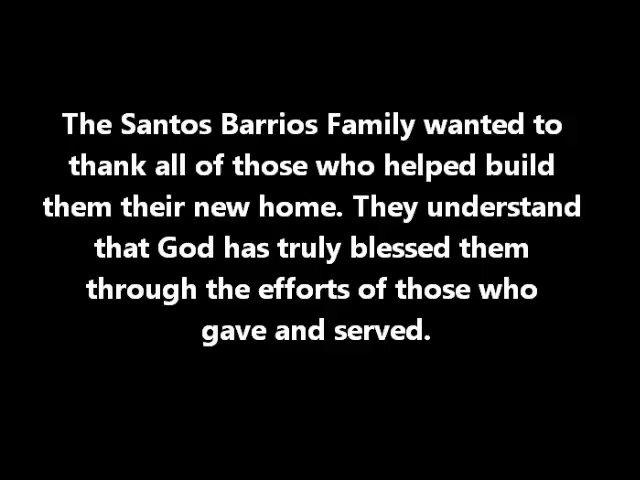 The Santos Barrios Family wanted to
thank all of those who helped build
them their new home. They understand
that God has truly blessed them
through the efforts of those who
gave and served.